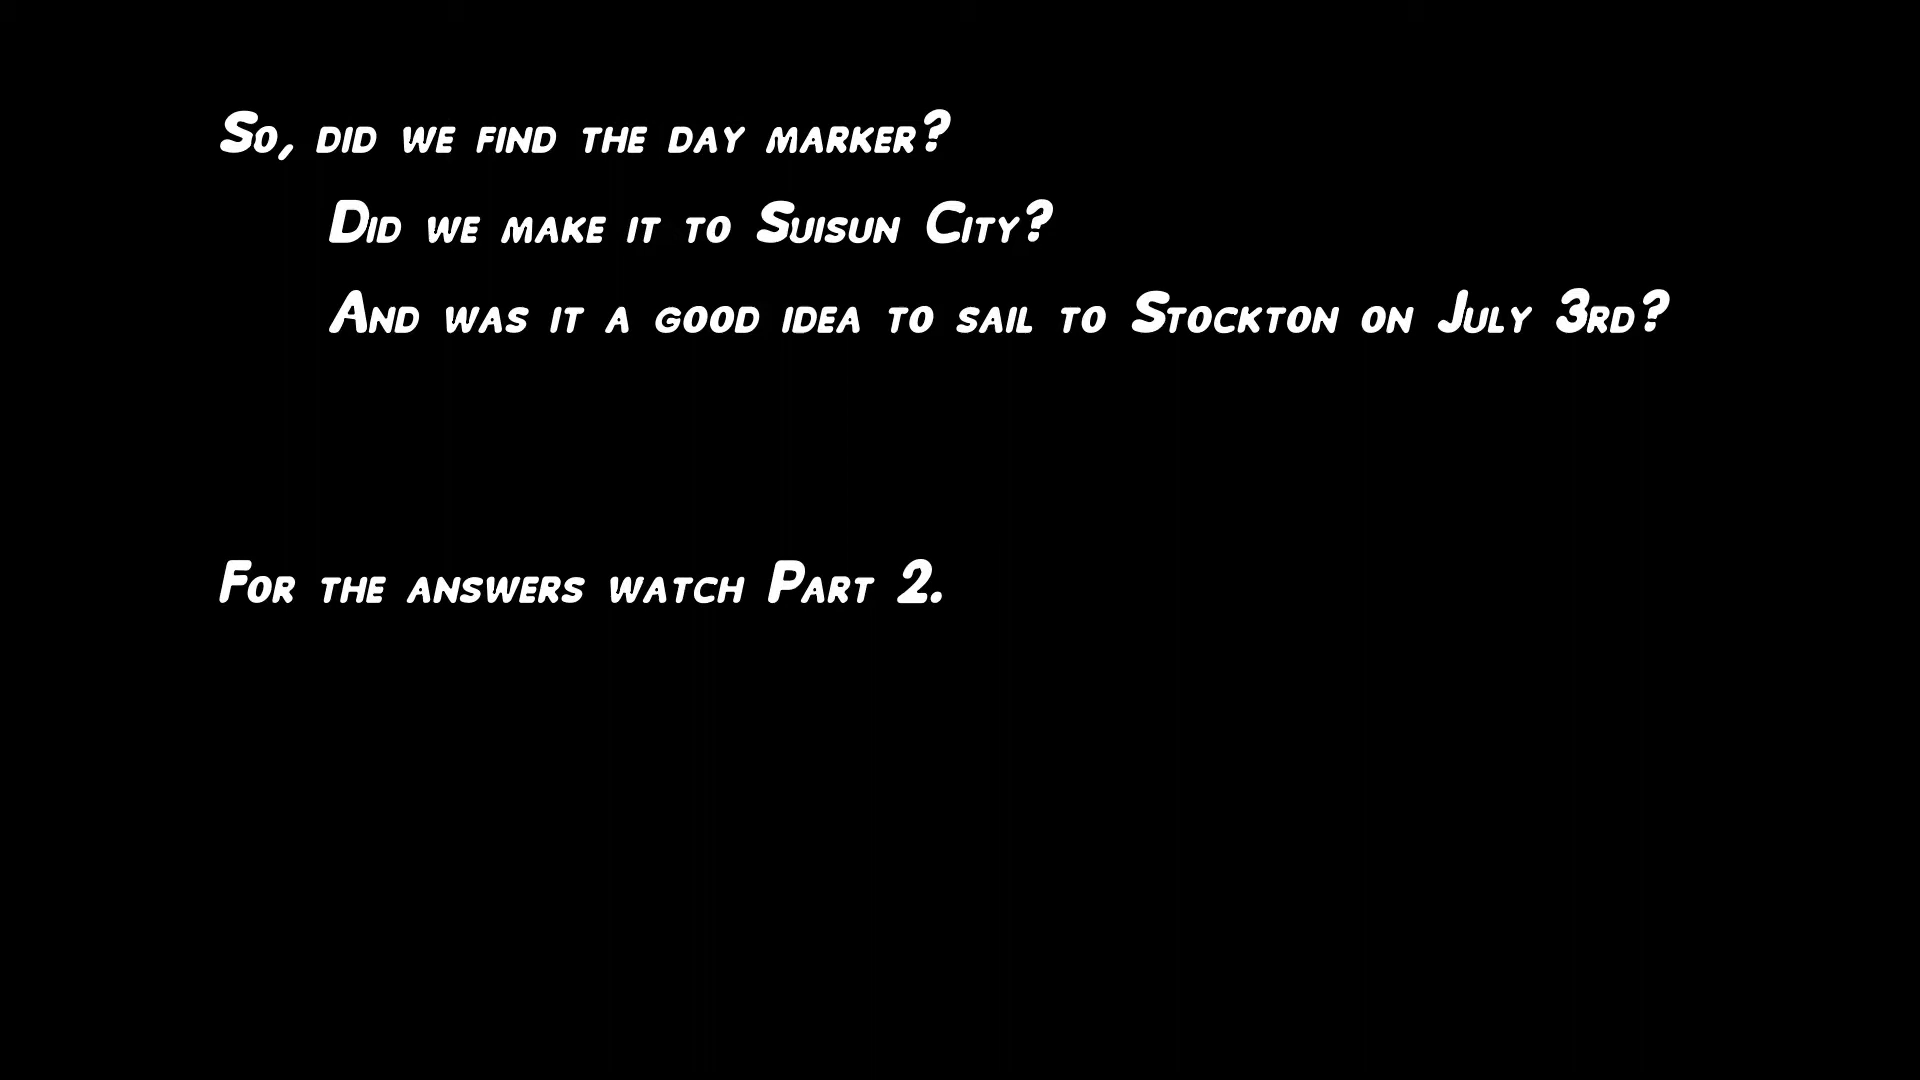 So, did we find the day marker?
Did we make it to Suisun City?
And was it a good idea to sail to Stockton on July 3rd?
For the answers watch Part 2.